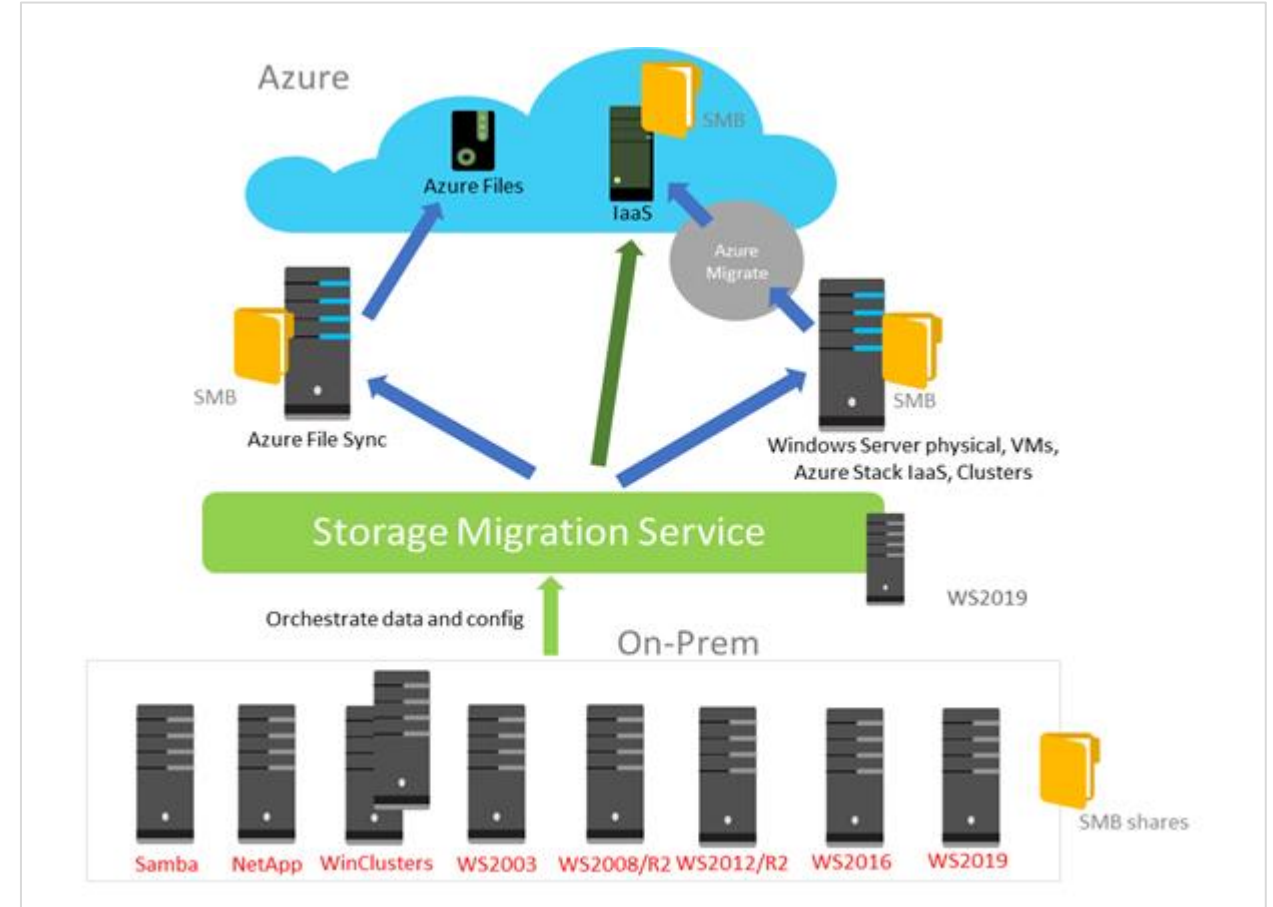 Azure
SMB
Azure Files
IaaS
Azure
Migrate
SMB
SMB
Azure File Sync
Windows Server physical, VMs,
Azure Stack IaaS, Clusters
Storage Migration Service
WS2019
Orchestrate data and config
On-Prem
SMB shares
Samba
NetApp
WinClusters
WS2003
WS2008/R2
WS2012/R2
WS2016
WS2019